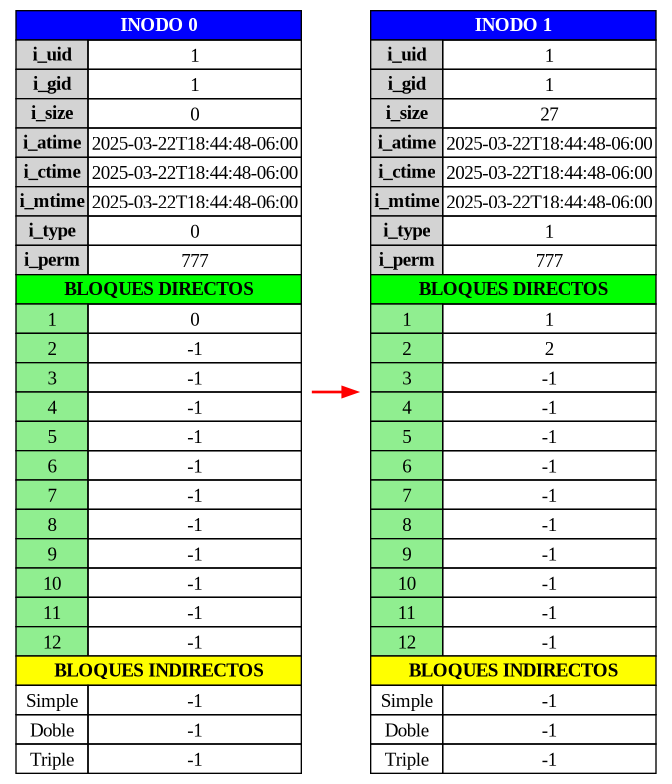 INODO 0
i_uid 1
i_gid 1
i_size 0
i_atime 2025-03-22T18:44:48-06:00
i_ctime 2025-03-22T18:44:48-06:00
i_mtime 2025-03-22T18:44:48-06:00
i_type 0
i_perm 777
BLOQUES DIRECTOS
1 0
2 -1
3 -1
4 -1
5 -1
6 -1
7 -1
8 -1
9 -1
10 -1
11 -1
12 -1
BLOQUES INDIRECTOS
Simple -1
Doble -1
Triple -1
INODO 1
i_uid 1
i_gid 1
i_size 27
i_atime 2025-03-22T18:44:48-06:00
i_ctime 2025-03-22T18:44:48-06:00
i_mtime 2025-03-22T18:44:48-06:00
i_type 1
i_perm 777
BLOQUES DIRECTOS
1 1
2 2
3 -1
4 -1
5 -1
6 -1
7 -1
8 -1
9 -1
10 -1
11 -1
12 -1
BLOQUES INDIRECTOS
Simple -1
Doble -1
Triple -1